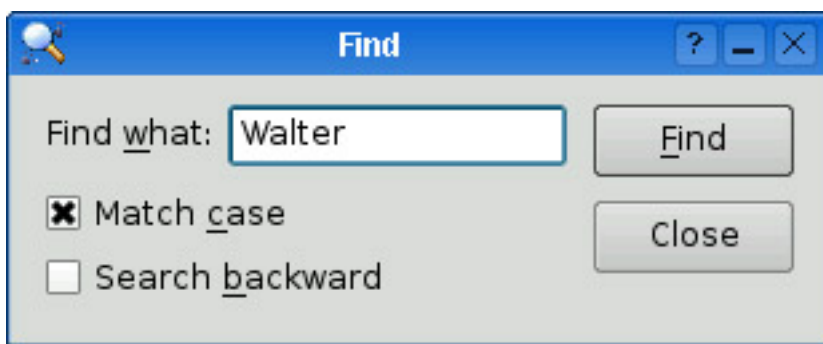 Find
?
Find what: Walter
Find
Match case
Close
Search backward